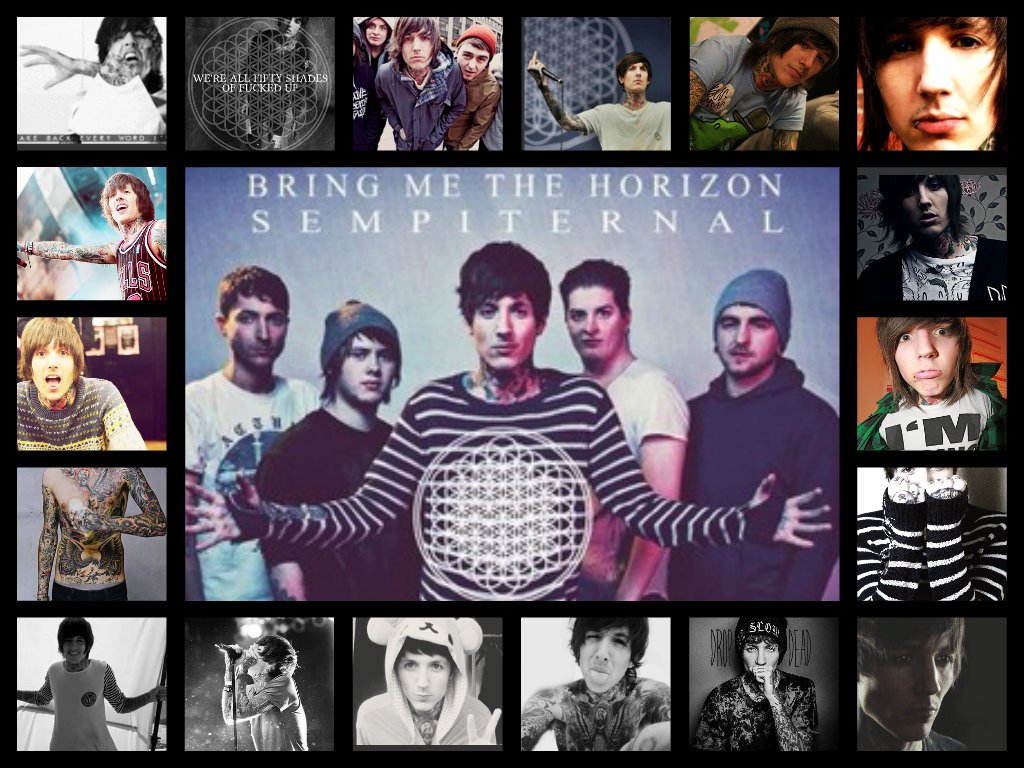 AKE BACK EVERY WORD I
WE'RE ALL FIFTY SHADES
OF FUCKED UP
BRING ME THE HORIZON
SEMPITERNAL
I'M
SLOW
DROP DEAD